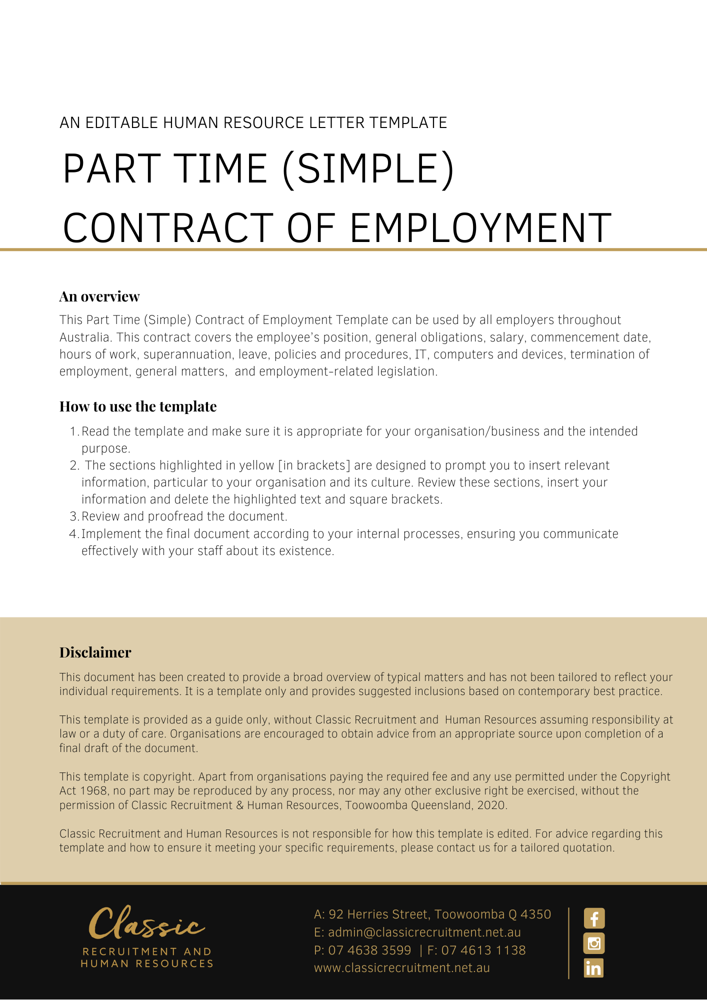 AN EDITABLE HUMAN RESOURCE LETTER TEMPLATE
PART TIME (SIMPLE)
CONTRACT OF EMPLOYMENT
An overview
This Part Time (Simple) Contract of Employment Template can be used by all employers throughout
Australia. This contract covers the employee's position, general obligations, salary, commencement date,
hours of work, superannuation, leave, policies and procedures, IT, computers and devices, termination of
employment, general matters,  and employment-related legislation.
How to use the template
1. Read the template and make sure it is appropriate for your organisation/business and the intended
purpose.
2. The sections highlighted in yellow [in brackets] are designed to prompt you to insert relevant
information, particular to your organisation and its culture. Review these sections, insert your
information and delete the highlighted text and square brackets.
3. Review and proofread the document.
4. Implement the final document according to your internal processes, ensuring you communicate
effectively with your staff about its existence.
Disclaimer
This document has been created to provide a broad overview of typical matters and has not been tailored to reflect your
individual requirements. It is a template only and provides suggested inclusions based on contemporary best practice.
This template is provided as a guide only, without Classic Recruitment and  Human Resources assuming responsibility at
law or a duty of care. Organisations are encouraged to obtain advice from an appropriate source upon completion of a
final draft of the document.
This template is copyright. Apart from organisations paying the required fee and any use permitted under the Copyright
Act 1968, no part may be reproduced by any process, nor may any other exclusive right be exercised, without the
permission of Classic Recruitment & Human Resources, Toowoomba Queensland, 2020.
Classic Recruitment and Human Resources is not responsible for how this template is edited. For advice regarding this
template and how to ensure it meeting your specific requirements, please contact us for a tailored quotation.
Classic
RECRUITMENT AND
HUMAN RESOURCES
A: 92 Herries Street, Toowoomba Q 4350
E: admin@classicrecruitment.net.au
P: 07 4638 3599  | F: 07 4613 1138
www.classicrecruitment.net.au